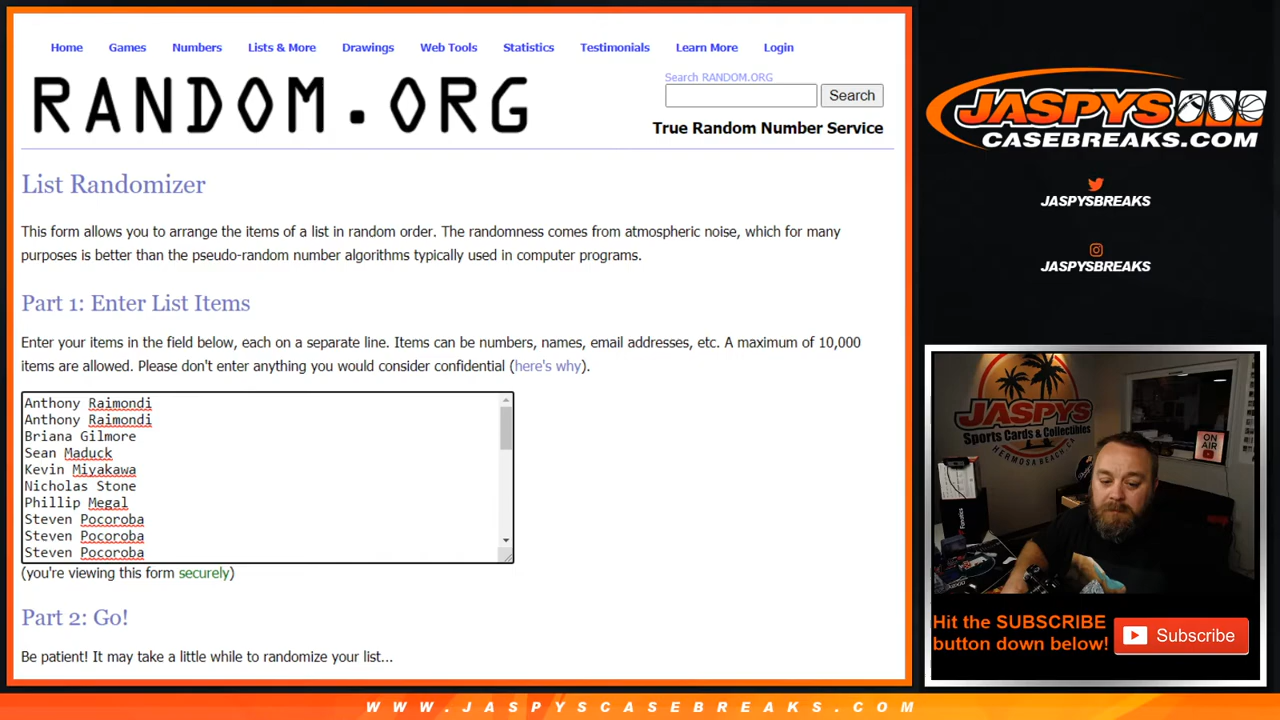 Home Games Numbers Lists & More Drawings Web Tools Statistics Testimonials Learn More Login
RANDOM.ORG
Search RANDOM.ORG
Search
True Random Number Service
List Randomizer
This form allows you to arrange the items of a list in random order. The randomness comes from atmospheric noise, which for many
purposes is better than the pseudo-random number algorithms typically used in computer programs.
Part 1: Enter List Items
Enter your items in the field below, each on a separate line. Items can be numbers, names, email addresses, etc. A maximum of 10,000
items are allowed. Please don't enter anything you would consider confidential (here's why).
Anthony Raimondi
Anthony Raimondi
Briana Gilmore
Sean Maduck
Kevin Miyakawa
Nicholas Stone
Phillip Megal
Steven Pocoroba
Steven Pocoroba
Steven Pocoroba
(you're viewing this form securely)
Part 2: Go!
Be patient! It may take a little while to randomize your list...
JASPYS
CASEBREAKS.COM
JASPYSBREAKS
JASPYSBREAKS
JASPYS
Sports Cards & Collectibles
HERMOSA BEACH, CA
ON
AIR
Fanatics
Hit the SUBSCRIBE
button down below!
Subscribe
WWW.JASPYSCASEBREAKS.COM